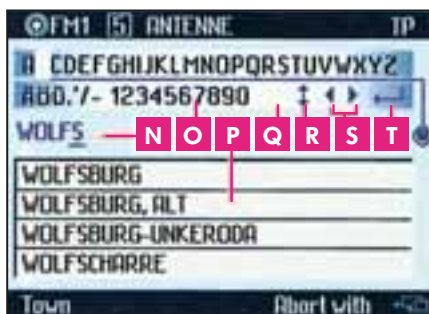 FM1 5 ANTENNE TP
A CDEFGHIJKLMNOPQRSTUVWXYZ
ÄÖÜ.'/- 1234567890
WOLFS N O P Q R S T
WOLFSBURG
WOLFSBURG, ALT
WOLFSBURG-UNKERODA
WOLFSCHARRE
Town Abort with